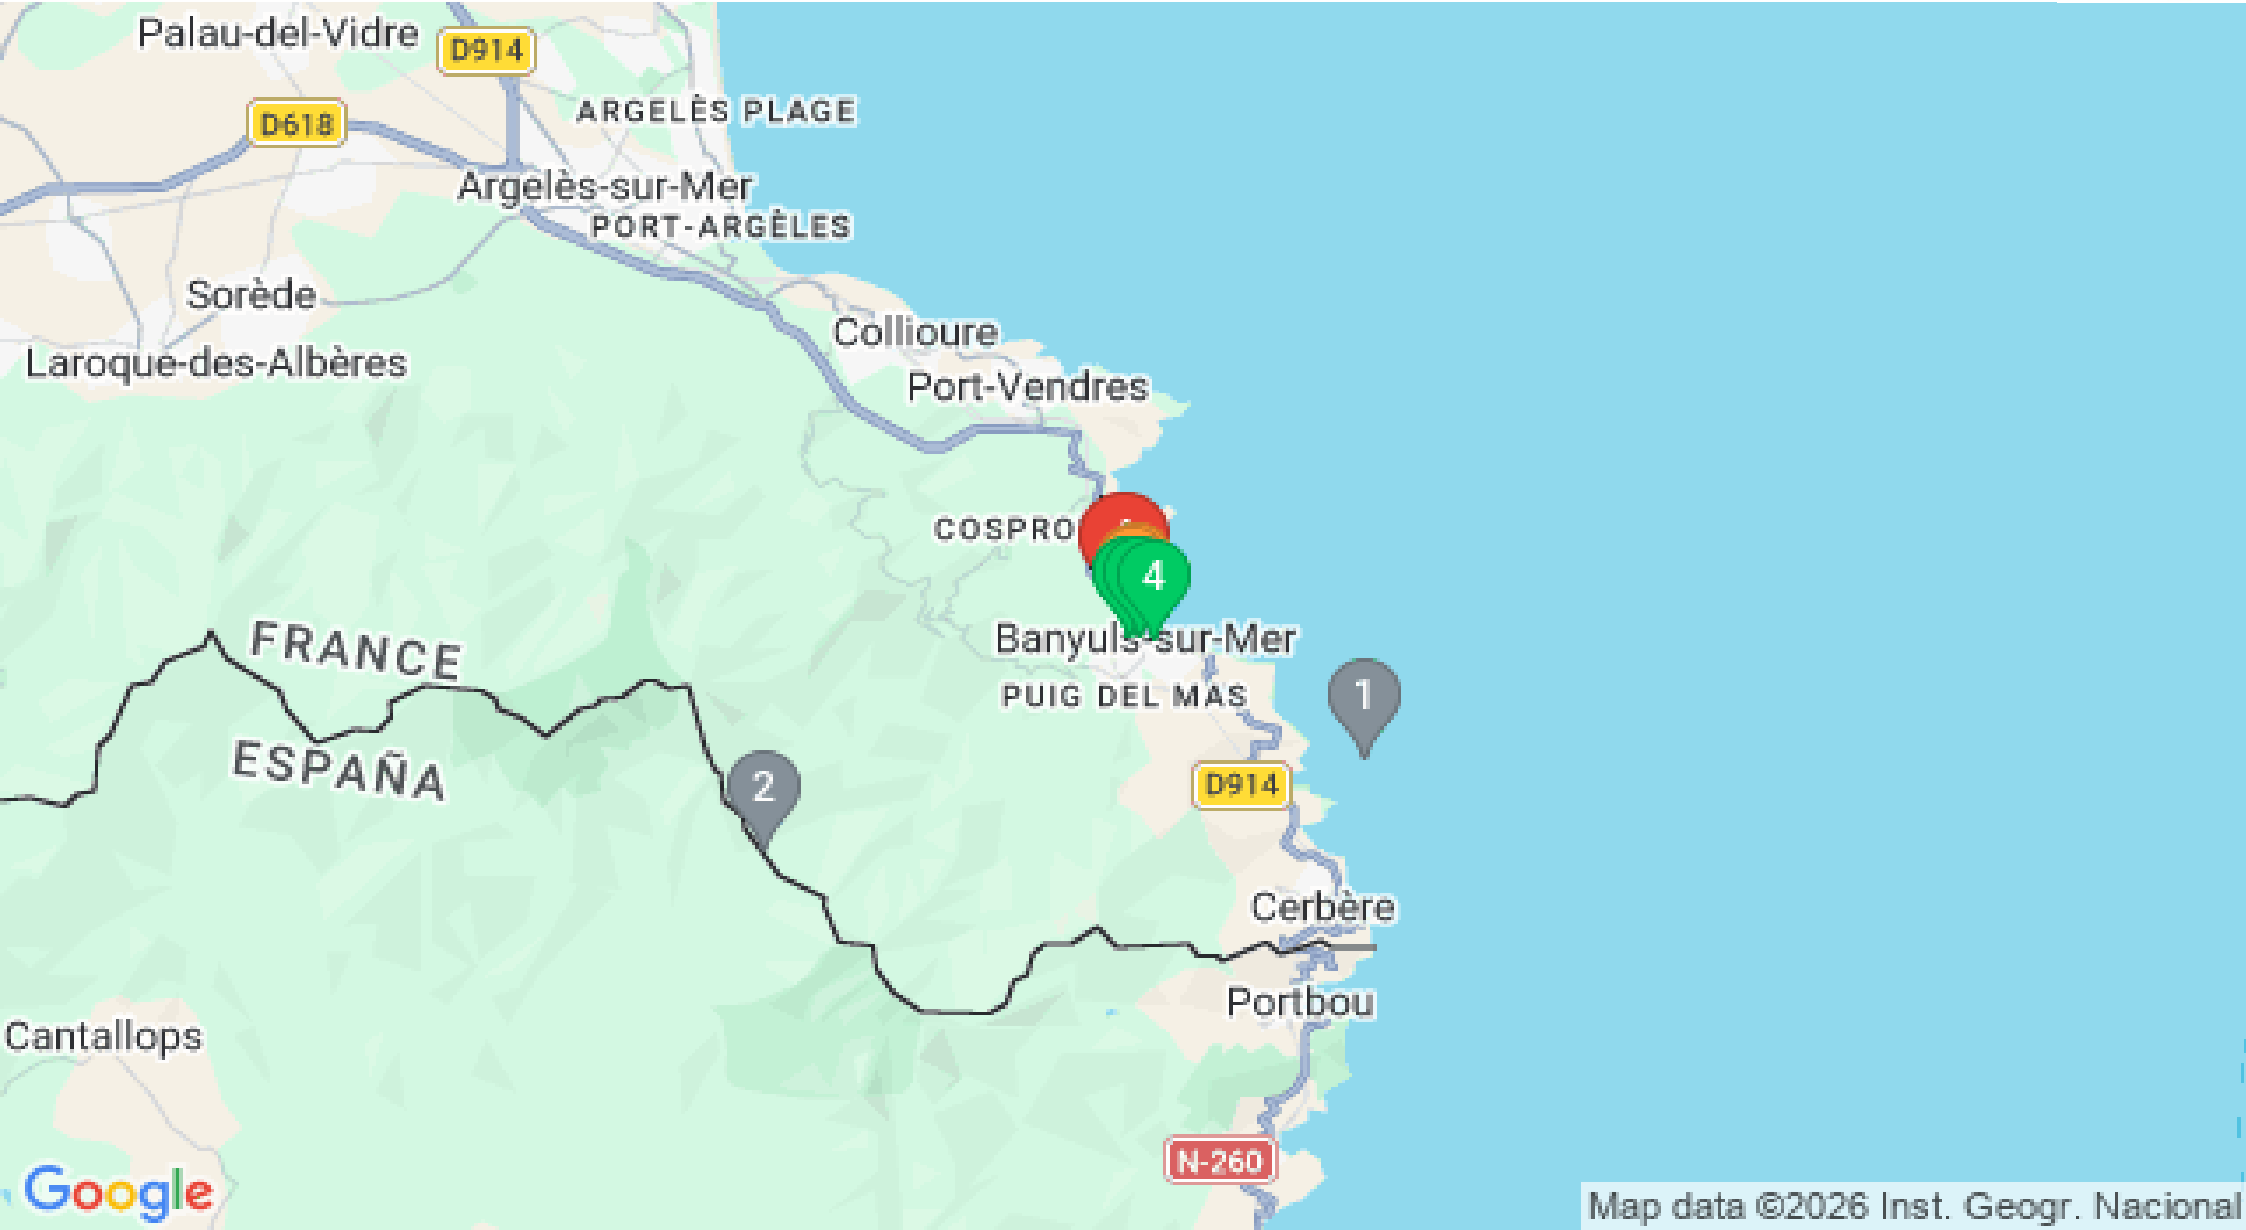 Palau-del-Vidre
D914
ARGELÈS PLAGE
D618
Argelès-sur-Mer
PORT-ARGÈLES
Sorède
Collioure
Laroque-des-Albères
Port-Vendres
COSPRO
4
FRANCE
Banyuls-sur-Mer
PUIG DEL MAS
1
ESPAÑA
2
D914
Cerbère
Portbou
Cantallops
N-260
Google
Map data ©2026 Inst. Geogr. Nacional